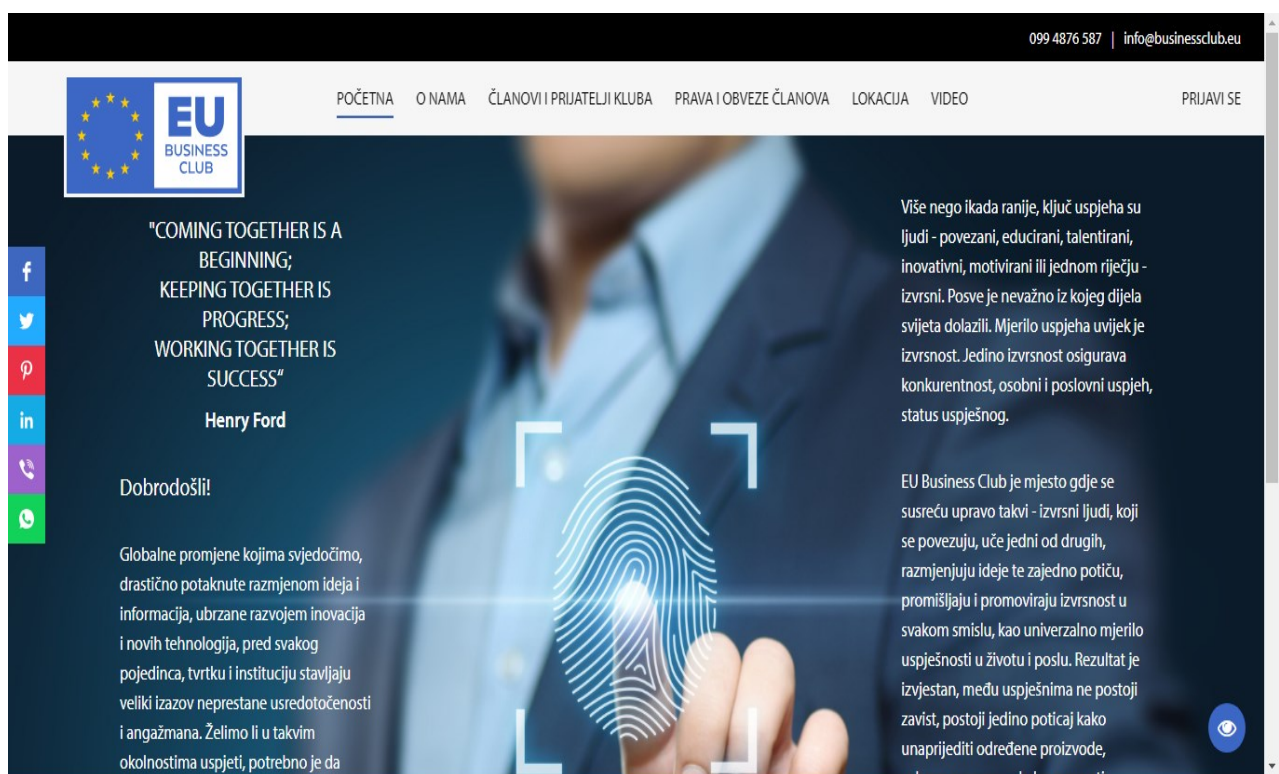 099 4876 587 | info@businessclub.eu
EU
BUSINESS
CLUB
POČETNA O NAMA ČLANOVI I PRIJATELJI KLUBA PRAVA I OBVEZE ČLANOVA LOKACIJA VIDEO PRIJAVI SE
"COMING TOGETHER IS A
BEGINNING;
KEEPING TOGETHER IS
PROGRESS;
WORKING TOGETHER IS
SUCCESS“
Henry Ford
Dobrodošli!
Globalne promjene kojima svjedočimo,
drastično potaknute razmjenom ideja i
informacija, ubrzane razvojem inovacija
i novih tehnologija, pred svakog
pojedinca, tvrtku i instituciju stavljaju
veliki izazov neprestane usredotočenosti
i angažmana. Želimo li u takvim
okolnostima uspjeti, potrebno je da
Više nego ikada ranije, ključ uspjeha su
ljudi - povezani, educirani, talentirani,
inovativni, motivirani ili jednom riječju -
izvrsni. Posve je nevažno iz kojeg dijela
svijeta dolazili. Mjerilo uspjeha uvijek je
izvrsnost. Jedino izvrsnost osigurava
konkurentnost, osobni i poslovni uspjeh,
status uspješnog.
EU Business Club je mjesto gdje se
susreću upravo takvi - izvrsni ljudi, koji
se povezuju, uče jedni od drugih,
razmjenjuju ideje te zajedno potiču,
promišljaju i promoviraju izvrsnost u
svakom smislu, kao univerzalno mjerilo
uspješnosti u životu i poslu. Rezultat je
izvjestan, među uspješnima ne postoji
zavist, postoji jedino poticaj kako
unaprijediti određene proizvode,